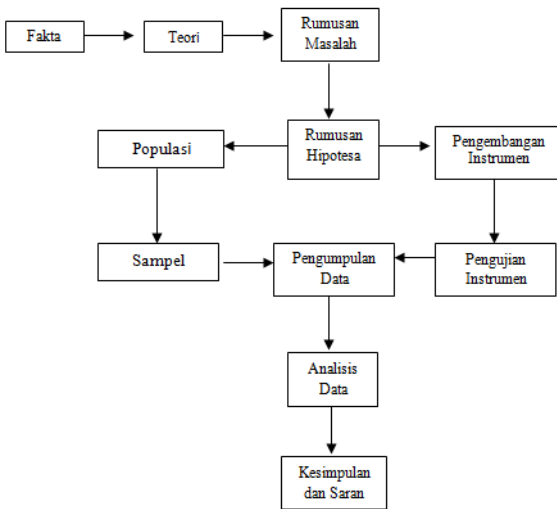 Fakta
Teori
Rumusan
Masalah
Populasi
Rumusan
Hipotesa
Pengembangan
Instrumen
Sampel
Pengumpulan
Data
Pengujian
Instrumen
Analisis
Data
Kesimpulan
dan Saran